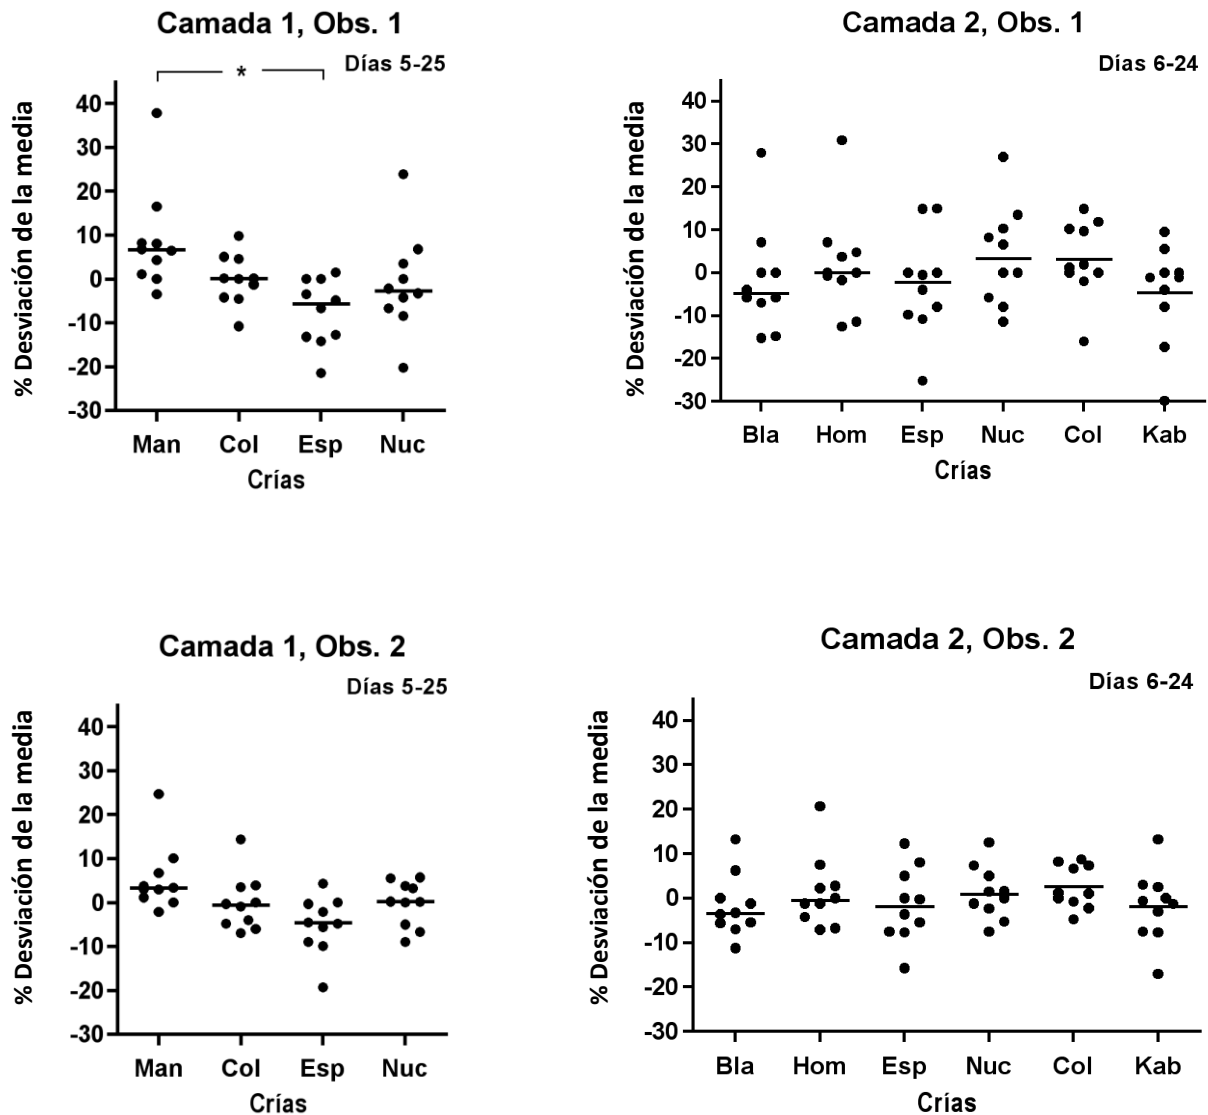 Camada 1, Obs. 1
Días 5-25
*
% Desviación de la media
40
30
20
10
0
-10
-20
-30
Man Col Esp Nuc
Crías
Camada 2, Obs. 1
Días 6-24
% Desviación de la media
40
30
20
10
0
-10
-20
-30
Bla Hom Esp Nuc Col Kab
Crías
Camada 1, Obs. 2
Días 5-25
% Desviación de la media
40
30
20
10
0
-10
-20
-30
Man Col Esp Nuc
Crías
Camada 2, Obs. 2
Días 6-24
% Desviación de la media
40
30
20
10
0
-10
-20
-30
Bla Hom Esp Nuc Col Kab
Crías